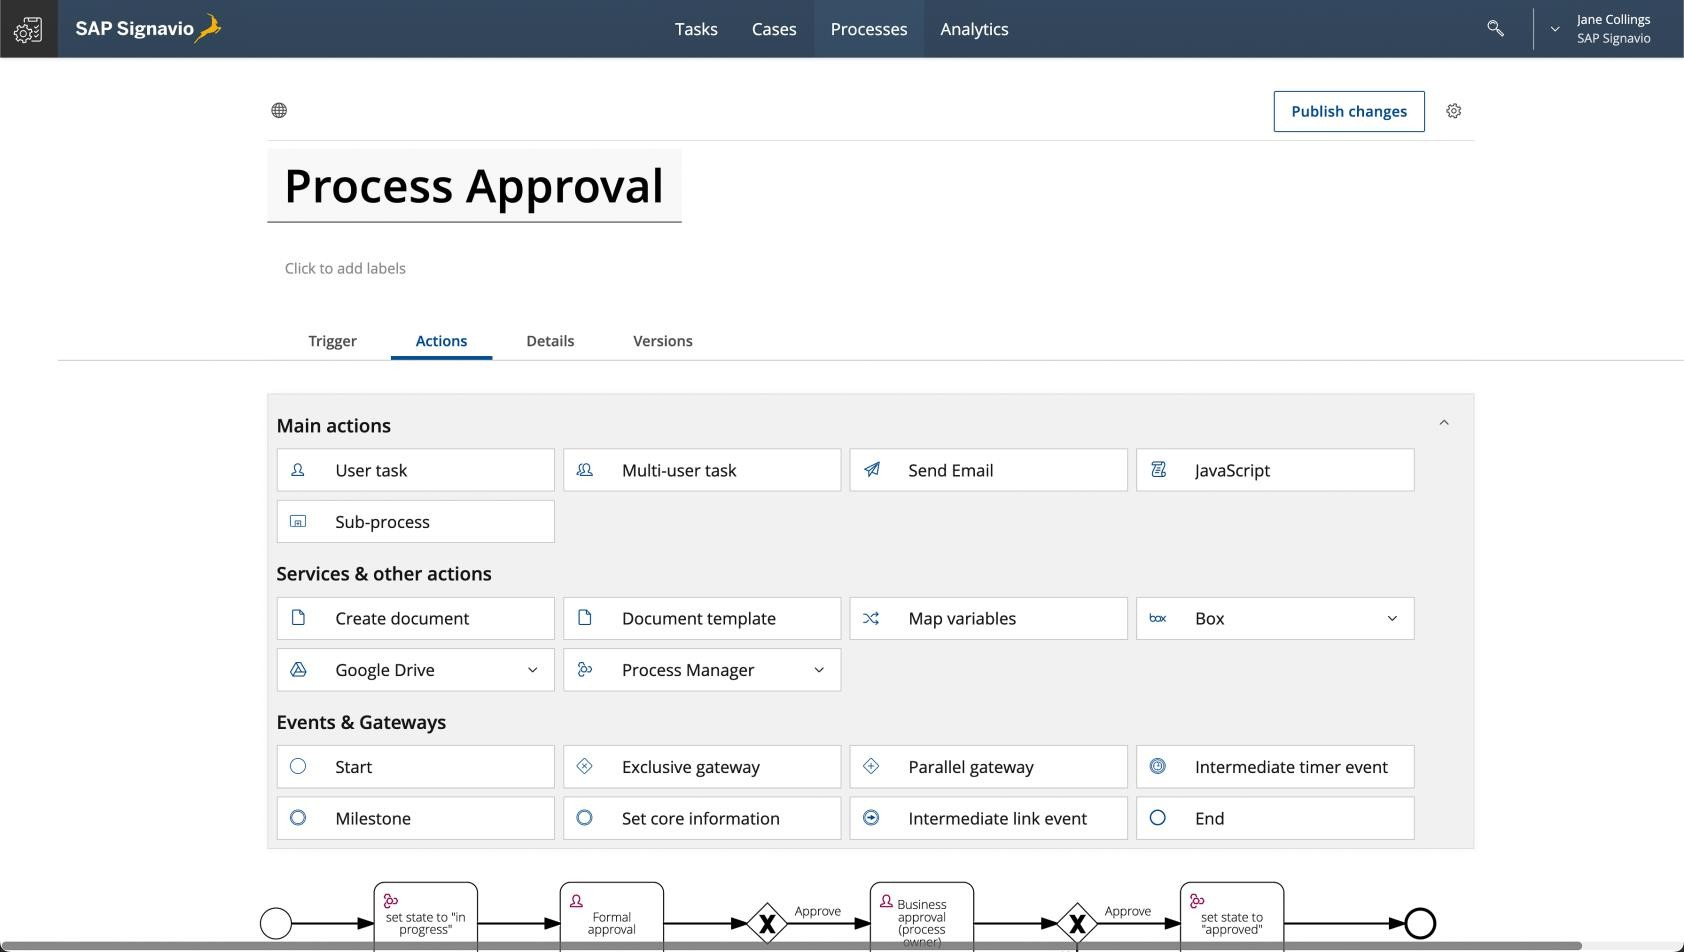 SAP Signavio
Tasks
Cases
Processes
Analytics
Jane Collings
SAP Signavio
Publish changes
Process Approval
Click to add labels
Trigger
Actions
Details
Versions
Main actions
User task
Multi-user task
Send Email
JavaScript
Sub-process
Services & other actions
Create document
Document template
Map variables
box
Box
Google Drive
Process Manager
Events & Gateways
Start
Exclusive gateway
Parallel gateway
Intermediate timer event
Milestone
Set core information
Intermediate link event
End
set state to "in
progress"
Formal
approval
X
Approve
Business
approval
(process
owner)
X
Approve
set state to
"approved"